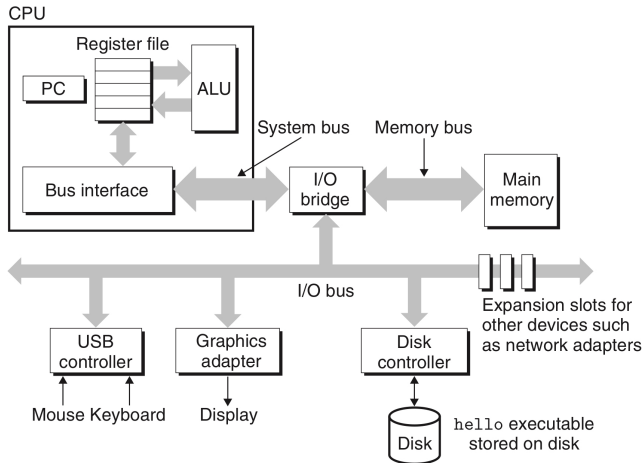 CPU
Register file
PC
ALU
System bus
Memory bus
Bus interface
I/O
bridge
Main
memory
I/O bus
Expansion slots for
other devices such
as network adapters
USB
controller
Graphics
adapter
Disk
controller
Mouse Keyboard
Display
Disk
hello executable
stored on disk